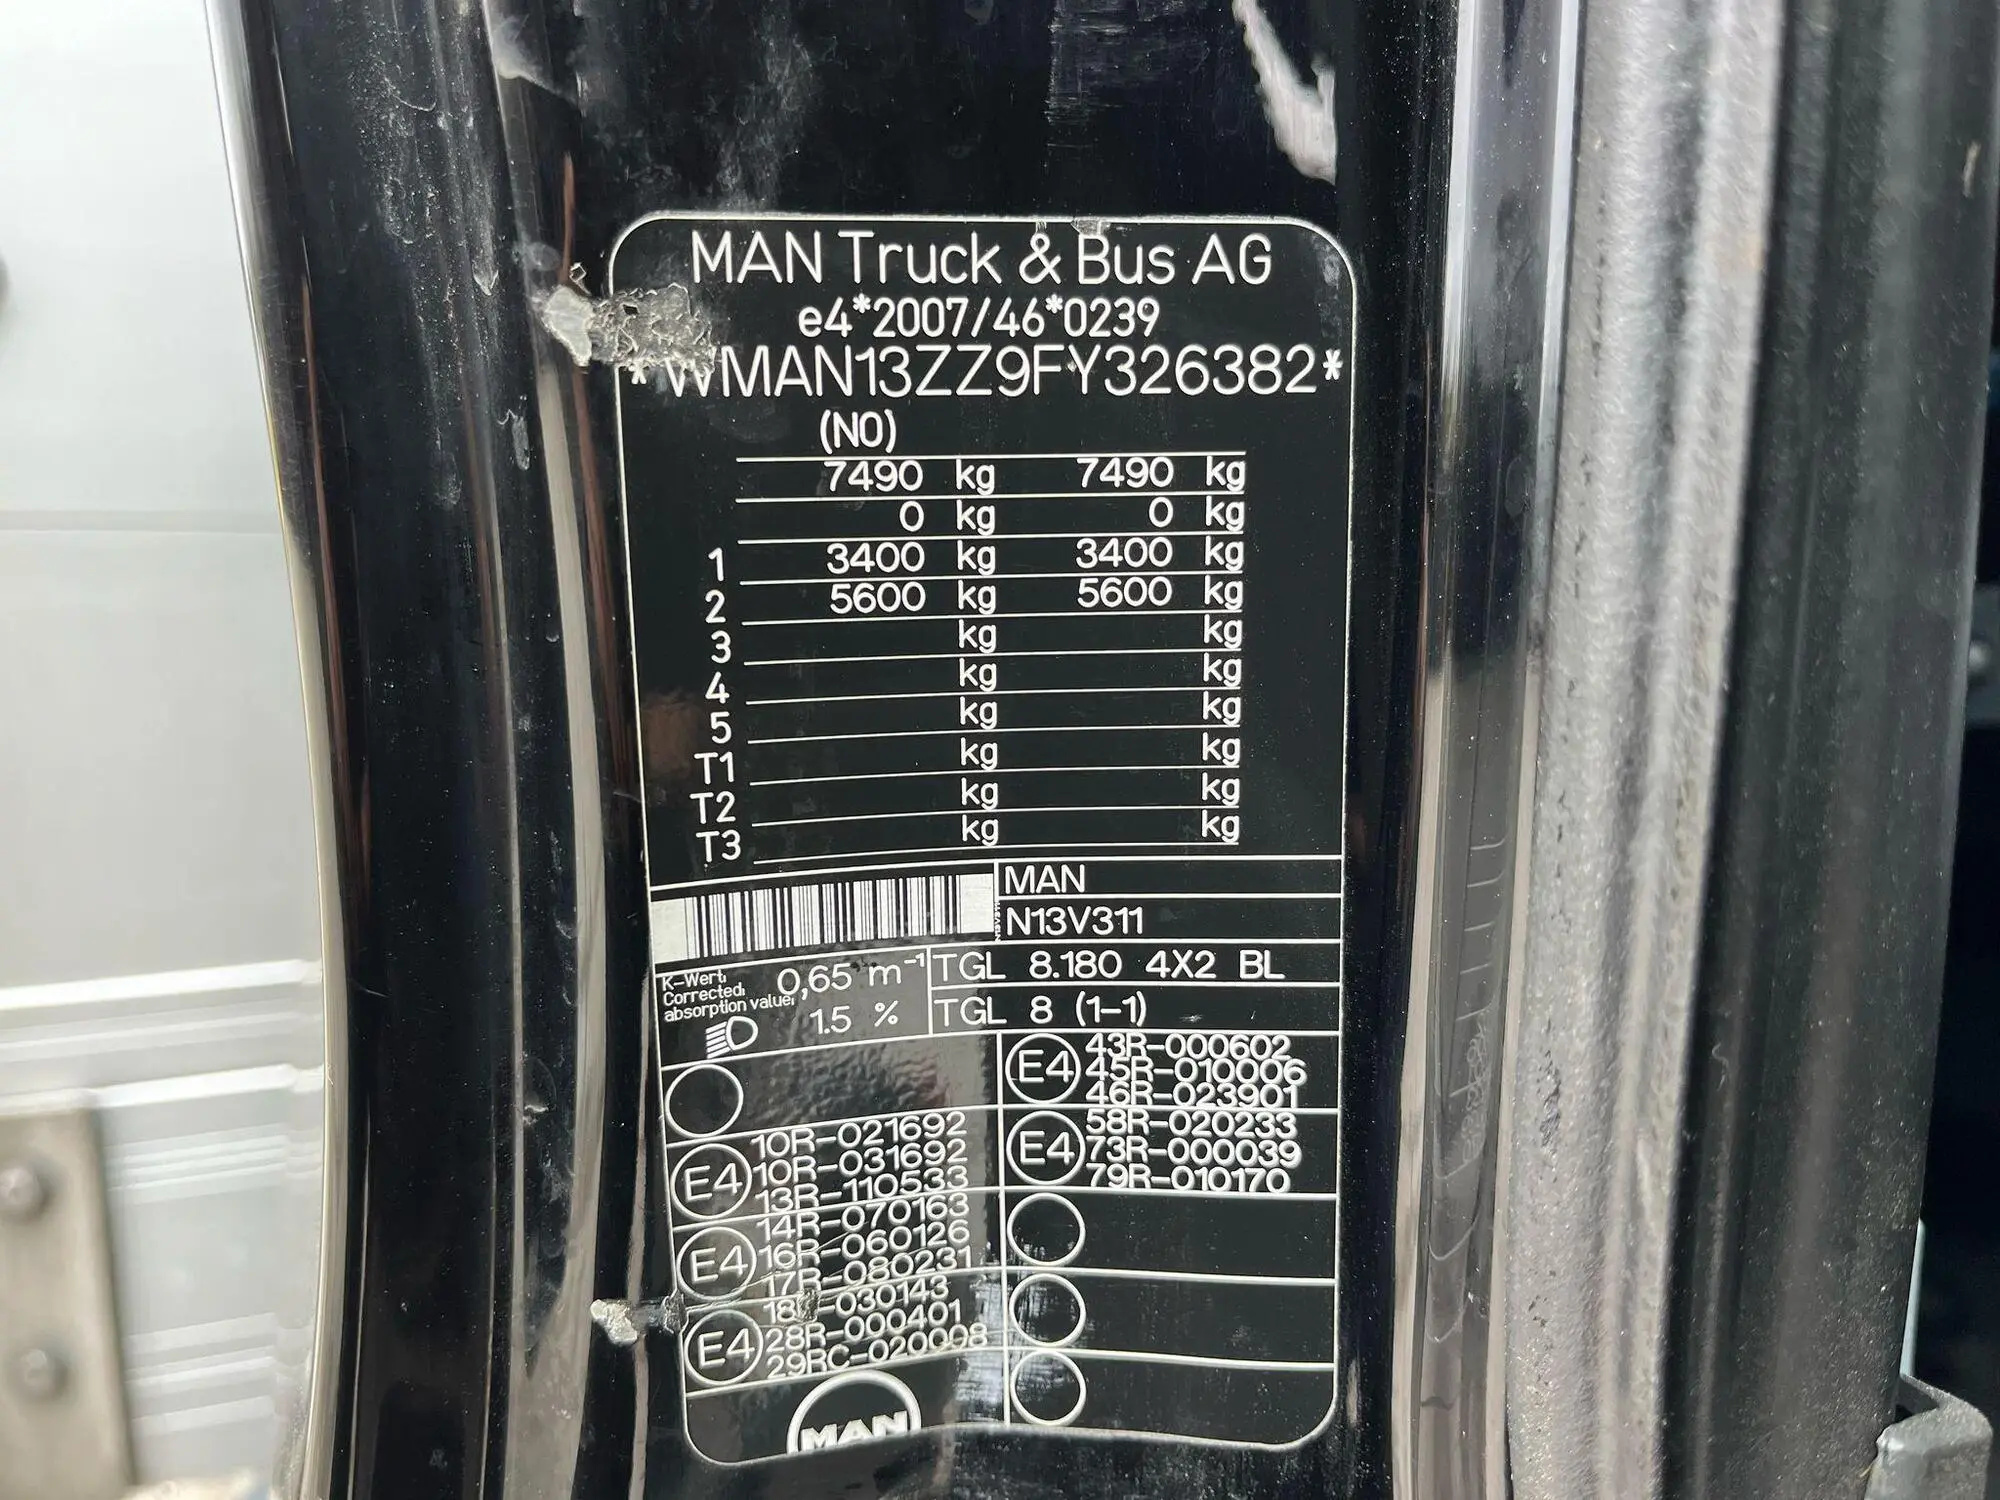 MAN Truck & Bus AG
e4*2007/46*0239
*WMAN13ZZ9FY326382*
(NO)
7490 kg 7490 kg
0 kg 0 kg
1 3400 kg 3400 kg
2 5600 kg 5600 kg
3 kg kg
4 kg kg
5 kg kg
T1 kg kg
T2 kg kg
T3 kg kg
MAN
N13V311
K-Wert:
Corrected
absorption value:
0,65 m⁻¹
1.5 %
TGL 8.180 4X2 BL
TGL 8 (1-1)
E4
43R-000602
45R-010006
46R-023901
E4
58R-020233
73R-000039
79R-010170
E4
10R-021692
10R-031692
13R-110533
E4
14R-070163
16R-060126
17R-080231
E4
-030143
28R-000401
29RC-020008
MAN